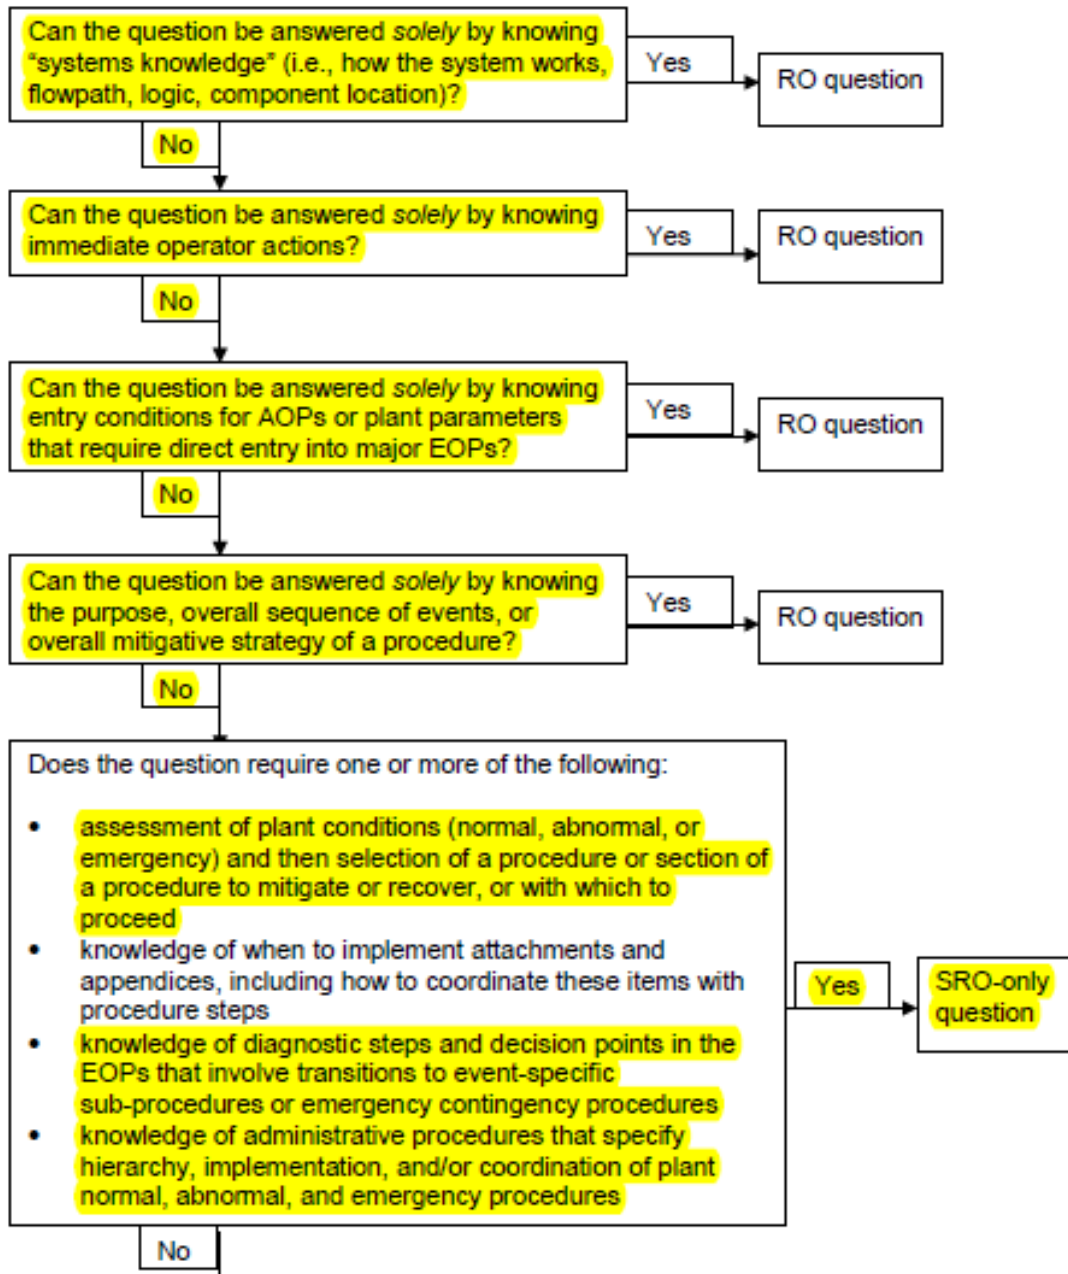 Can the question be answered solely by knowing
“systems knowledge” (i.e., how the system works,
flowpath, logic, component location)?
Yes
RO question
No
Can the question be answered solely by knowing
immediate operator actions?
Yes
RO question
No
Can the question be answered solely by knowing
entry conditions for AOPs or plant parameters
that require direct entry into major EOPs?
Yes
RO question
No
Can the question be answered solely by knowing
the purpose, overall sequence of events, or
overall mitigative strategy of a procedure?
Yes
RO question
No
Does the question require one or more of the following:
• assessment of plant conditions (normal, abnormal, or
emergency) and then selection of a procedure or section of
a procedure to mitigate or recover, or with which to
proceed
• knowledge of when to implement attachments and
appendices, including how to coordinate these items with
procedure steps
• knowledge of diagnostic steps and decision points in the
EOPs that involve transitions to event-specific
sub-procedures or emergency contingency procedures
• knowledge of administrative procedures that specify
hierarchy, implementation, and/or coordination of plant
normal, abnormal, and emergency procedures
Yes
SRO-only
question
No